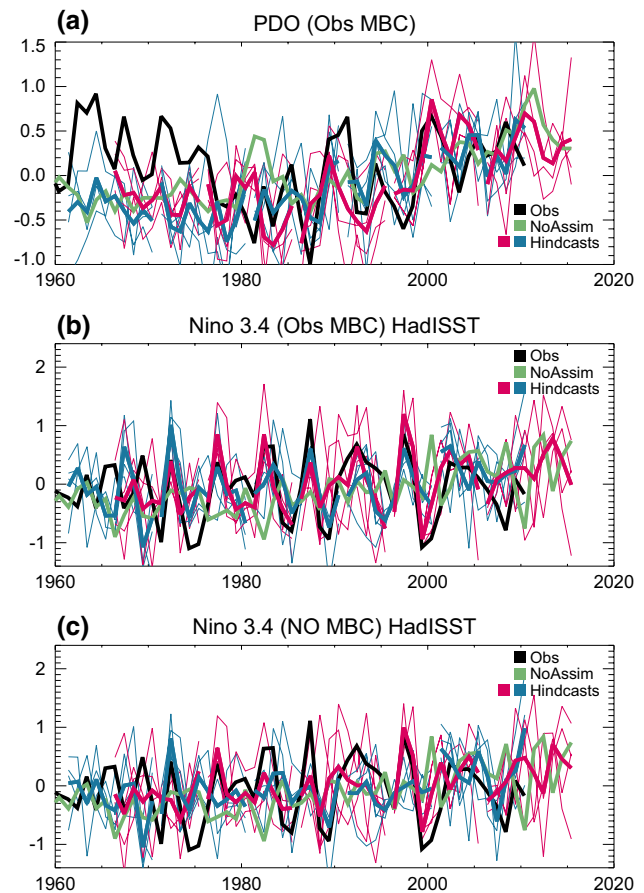 (a)
PDO (Obs MBC)
1.5
1.0
0.5
0.0
-0.5
-1.0
Obs
NoAssim
Hindcasts
1960 1980 2000 2020
(b)
Nino 3.4 (Obs MBC) HadISST
2
1
0
-1
Obs
NoAssim
Hindcasts
1960 1980 2000 2020
(c)
Nino 3.4 (NO MBC) HadISST
2
1
0
-1
Obs
NoAssim
Hindcasts
1960 1980 2000 2020